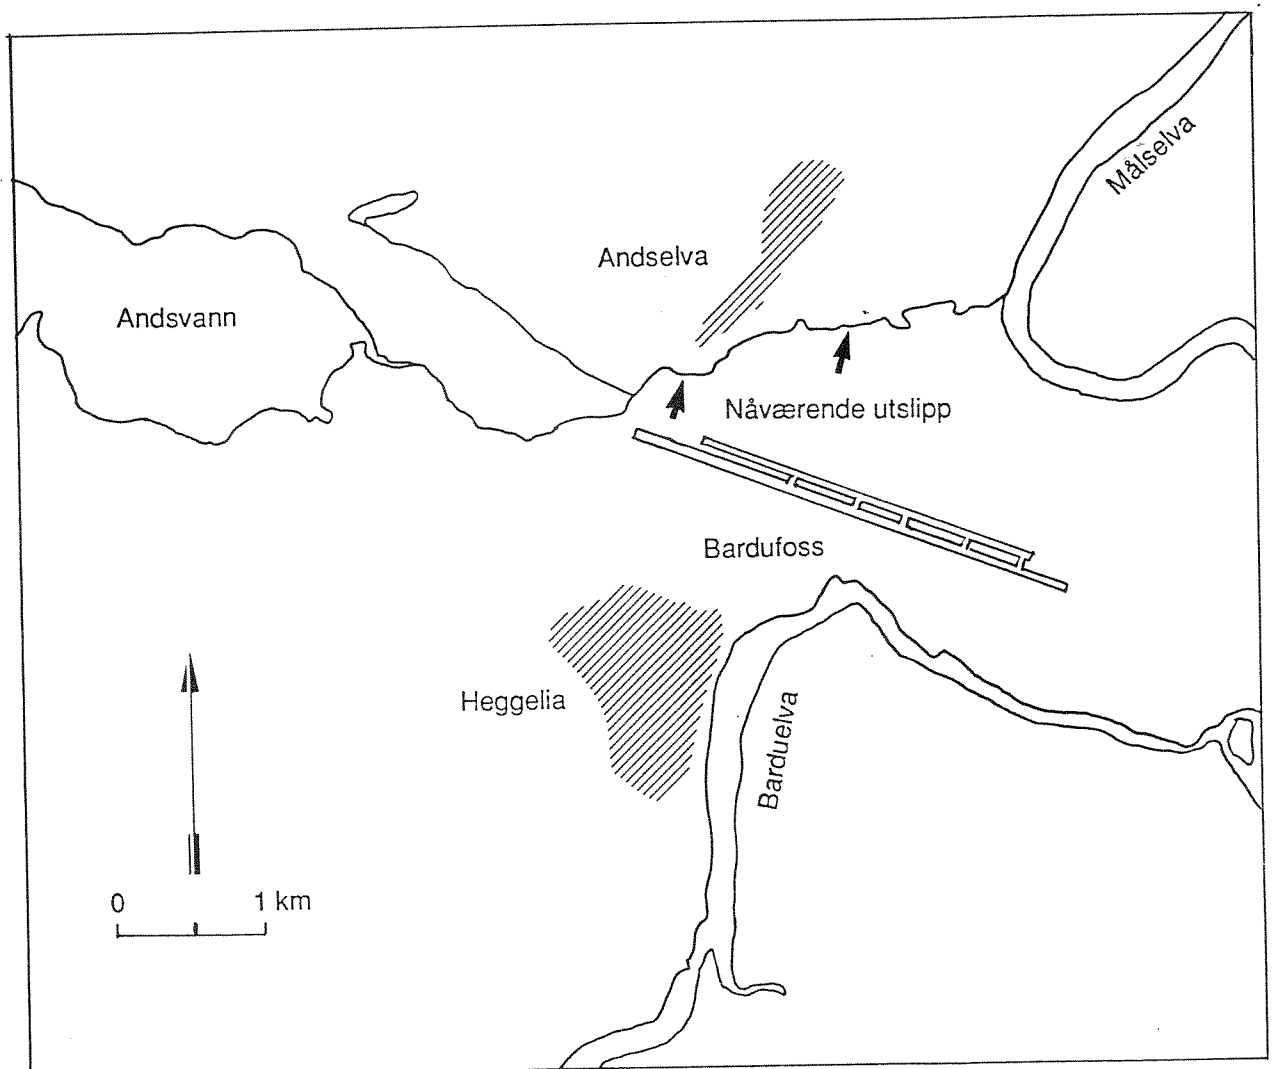 Målselva
Andselva
Andsvann
Nåværende utslipp
Bardufoss
Heggelia
Barduelva
0 1 km